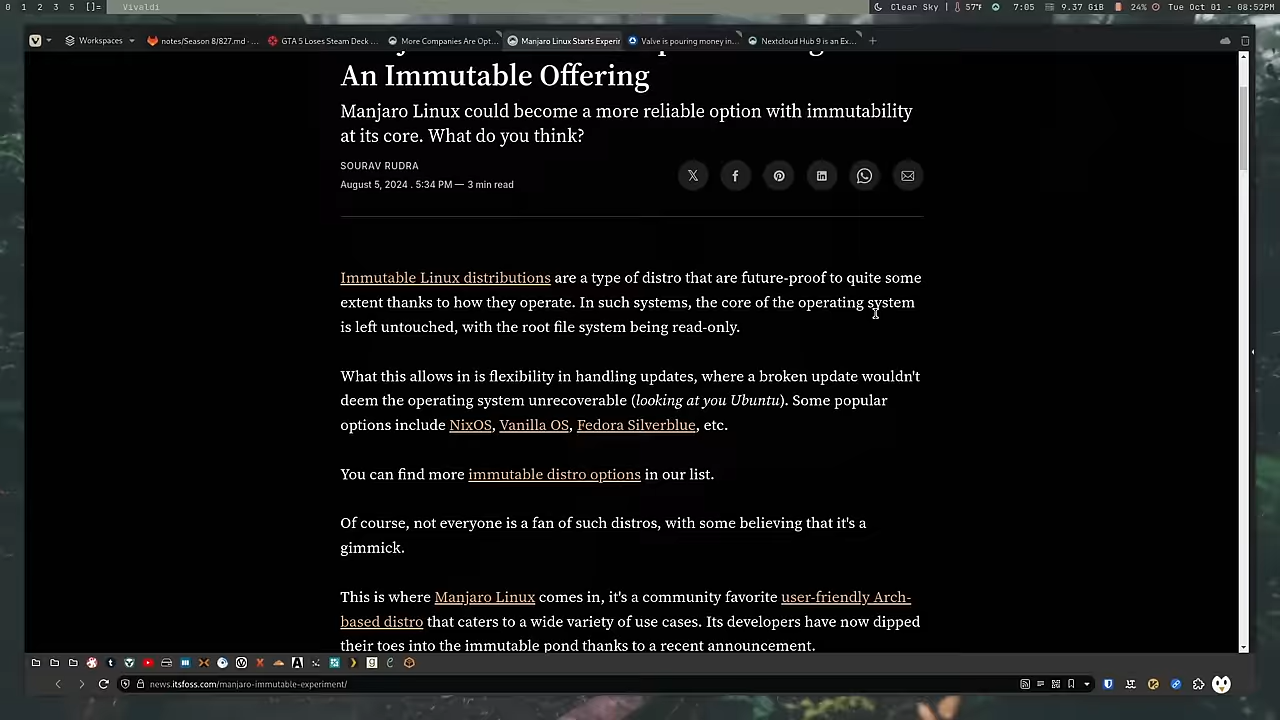 0 1 2 3 5 []= Vivaldi Clear Sky | 57°F 7:05 9.37 GiB 24% Tue Oct 01 - 08:52PM
Workspaces notes/Season 8/827.md - ... GTA 5 Loses Steam Deck ... More Companies Are Opt... Manjaro Linux Starts Experin Valve is pouring money in... Nextcloud Hub 9 is an Ex...
An Immutable Offering
Manjaro Linux could become a more reliable option with immutability
at its core. What do you think?
SOURAV RUDRA
August 5, 2024 . 5:34 PM — 3 min read
Immutable Linux distributions are a type of distro that are future-proof to quite some
extent thanks to how they operate. In such systems, the core of the operating system
is left untouched, with the root file system being read-only.
What this allows in is flexibility in handling updates, where a broken update wouldn't
deem the operating system unrecoverable (looking at you Ubuntu). Some popular
options include NixOS, Vanilla OS, Fedora Silverblue, etc.
You can find more immutable distro options in our list.
Of course, not everyone is a fan of such distros, with some believing that it's a
gimmick.
This is where Manjaro Linux comes in, it's a community favorite user-friendly Arch-
based distro that caters to a wide variety of use cases. Its developers have now dipped
their toes into the immutable pond thanks to a recent announcement.
news.itsfoss.com/manjaro-immutable-experiment/